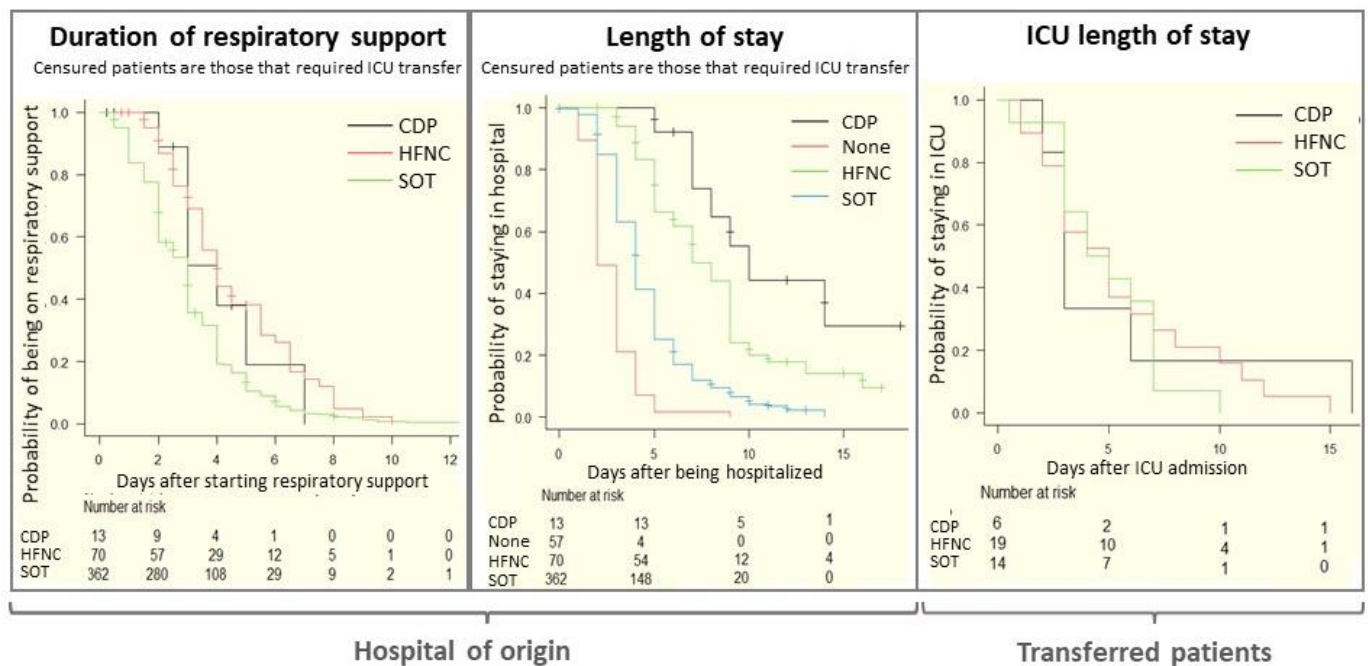 Duration of respiratory support
Censured patients are those that required ICU transfer
Probability of being on respiratory support
1.0
0.8
0.6
0.4
0.2
0.0
CDP
HFNC
SOT
0 2 4 6 8 10 12
Days after starting respiratory support
Number at risk
CDP 13 9 4 1 0 0 0
HFNC 70 57 29 12 5 1 0
SOT 362 280 108 29 9 2 1
Length of stay
Censured patients are those that required ICU transfer
Probability of staying in hospital
1.0
0.8
0.6
0.4
0.2
0.0
CDP
None
HFNC
SOT
0 5 10 15
Days after being hospitalized
Number at risk
CDP 13 13 5 1
None 57 4 0 0
HFNC 70 54 12 4
SOT 362 148 20 0
ICU length of stay
Probability of staying in ICU
1.0
0.8
0.6
0.4
0.2
0.0
CDP
HFNC
SOT
0 5 10 15
Days after ICU admission
Number at risk
CDP 6 2 1 1
HFNC 19 10 4 1
SOT 14 7 1 0
Hospital of origin
Transferred patients